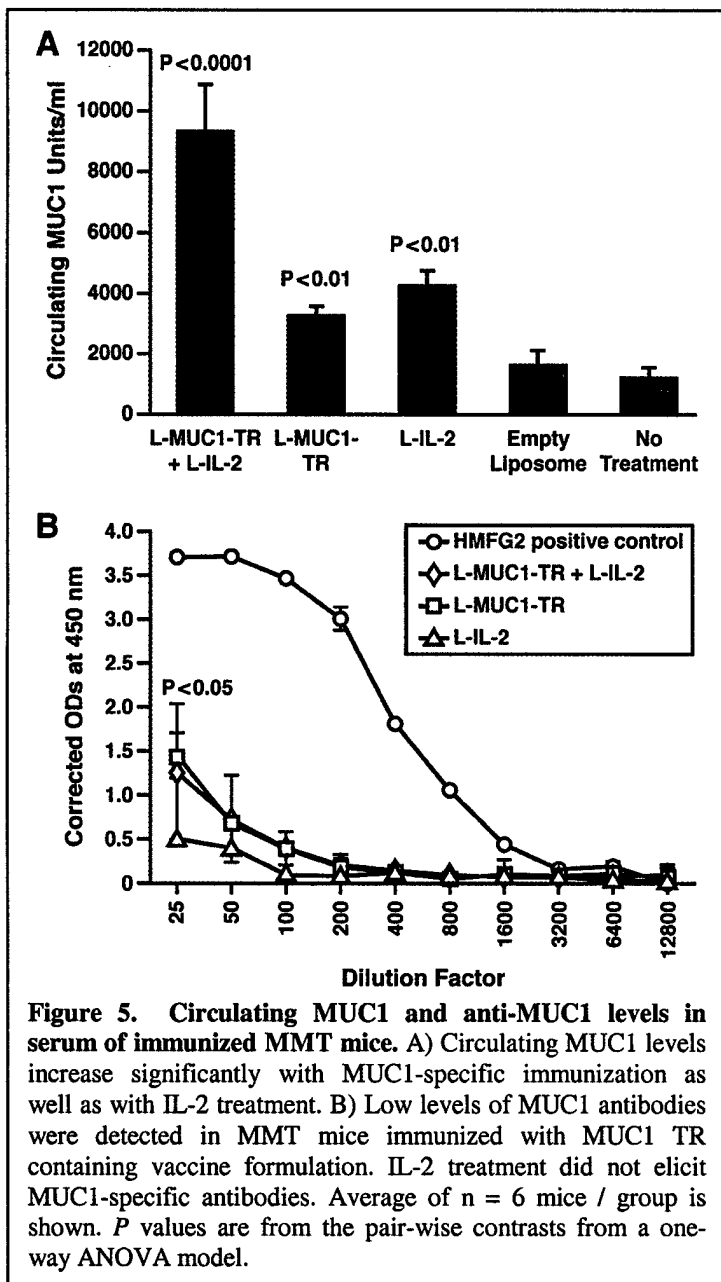 A
12000
10000
8000
6000
4000
2000
0
Circulating MUC1 Units/ml
P<0.0001
P<0.01
P<0.01
L-MUC1-TR + L-IL-2
L-MUC1-TR
L-IL-2
Empty Liposome
No Treatment
B
4.0
3.5
3.0
2.5
2.0
1.5
1.0
0.5
0
Corrected ODs at 450 nm
HMFG2 positive control
L-MUC1-TR + L-IL-2
L-MUC1-TR
L-IL-2
P<0.05
25
50
100
200
400
800
1600
3200
6400
12800
Dilution Factor
Figure 5. Circulating MUC1 and anti-MUC1 levels in
serum of immunized MMT mice. A) Circulating MUC1 levels
increase significantly with MUC1-specific immunization as
well as with IL-2 treatment. B) Low levels of MUC1 antibodies
were detected in MMT mice immunized with MUC1 TR
containing vaccine formulation. IL-2 treatment did not elicit
MUC1-specific antibodies. Average of n = 6 mice / group is
shown. P values are from the pair-wise contrasts from a one-
way ANOVA model.